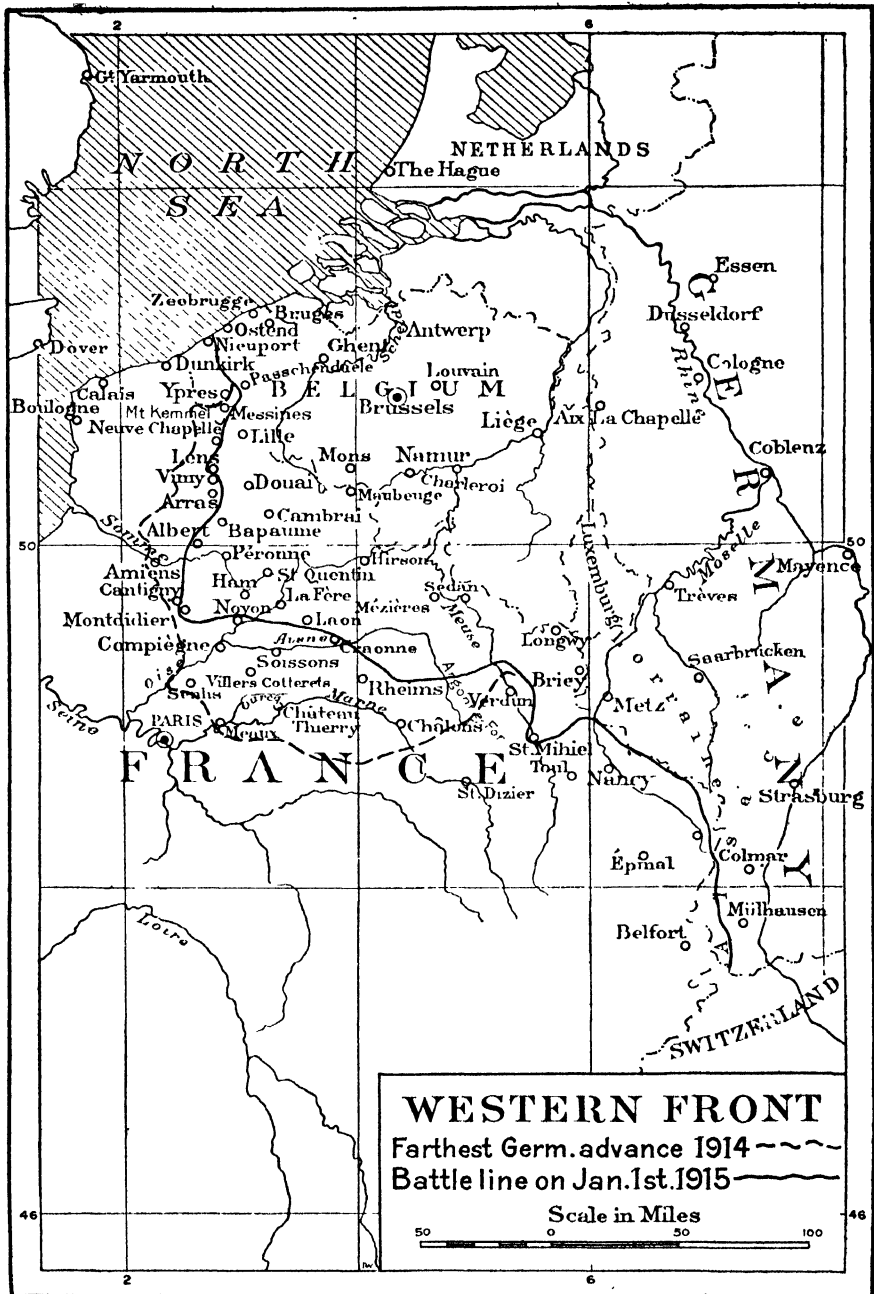 2
6
Gt Yarmouth
NORTH
SEA
NETHERLANDS
The Hague
Essen
Dusseldorf
Rhine
Cologne
Zeebrugge
Bruges
Ostend
Nieuport
Antwerp
Ghent
Dover
Dunkirk
Passchendaele
Louvain
Calais
Ypres
BELGIUM
Brussels
Boulogne
Mt Kemmel
Messines
Neuve Chapelle
Lille
Liège
Aix La Chapelle
Coblenz
Lens
Mons
Namur
Vimy
Douai
Charleroi
Maubeuge
Arras
Cambrai
Albert
Bapaume
Somme
50
50
Péronne
Hirson
Luxemburg
Moselle
Mayence
Amiens
Ham
St Quentin
Cantigny
La Fère
Sedan
Trèves
Noyon
Mézières
Montdidier
Laon
Meuse
Compiègne
Aisne
Craonne
Longwy
Oise
Soissons
Saarbrücken
Senlis
Villers Cotterets
Rheims
Argonne For
Verdun
Briey
Metz
Lorraine
Seine
Ourcq
Marne
PARIS
Meaux
Château
Thierry
Châlons
St. Mihiel
FRANCE
Toul
Nancy
St. Dizier
GERMANY
Strasburg
Épinal
Colmar
Mülhausen
Belfort
Loire
SWITZERLAND
WESTERN FRONT
Farthest Germ. advance 1914
Battle line on Jan. 1st. 1915
Scale in Miles
50 0 50 100
46
46
2
6